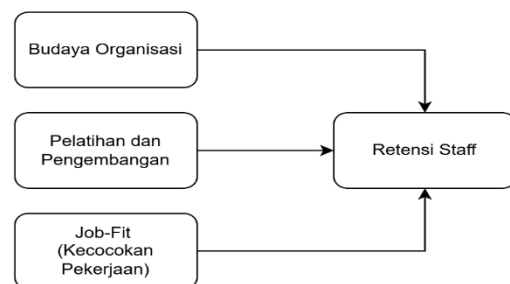 Budaya Organisasi
Pelatihan dan
Pengembangan
Retensi Staff
Job-Fit
(Kecocokan
Pekerjaan)